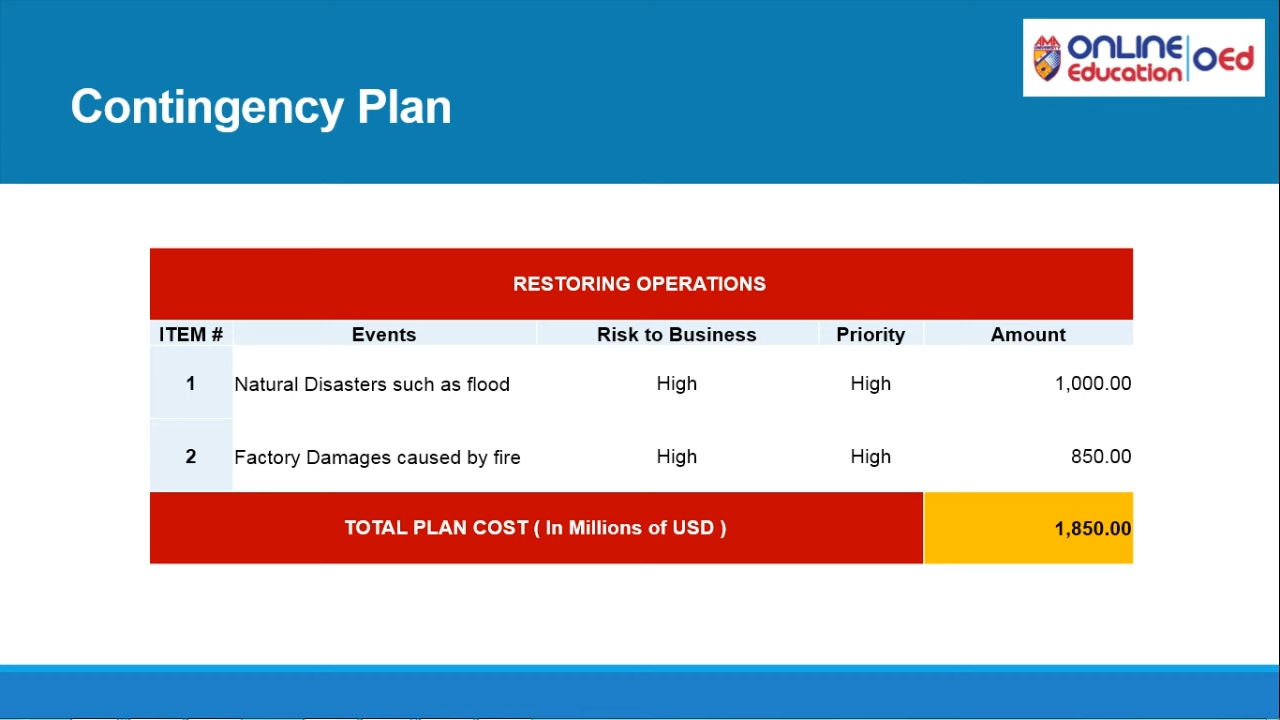 ONLINE
Education
OEd
Contingency Plan
RESTORING OPERATIONS
ITEM # Events Risk to Business Priority Amount
1 Natural Disasters such as flood High High 1,000.00
2 Factory Damages caused by fire High High 850.00
TOTAL PLAN COST ( In Millions of USD ) 1,850.00